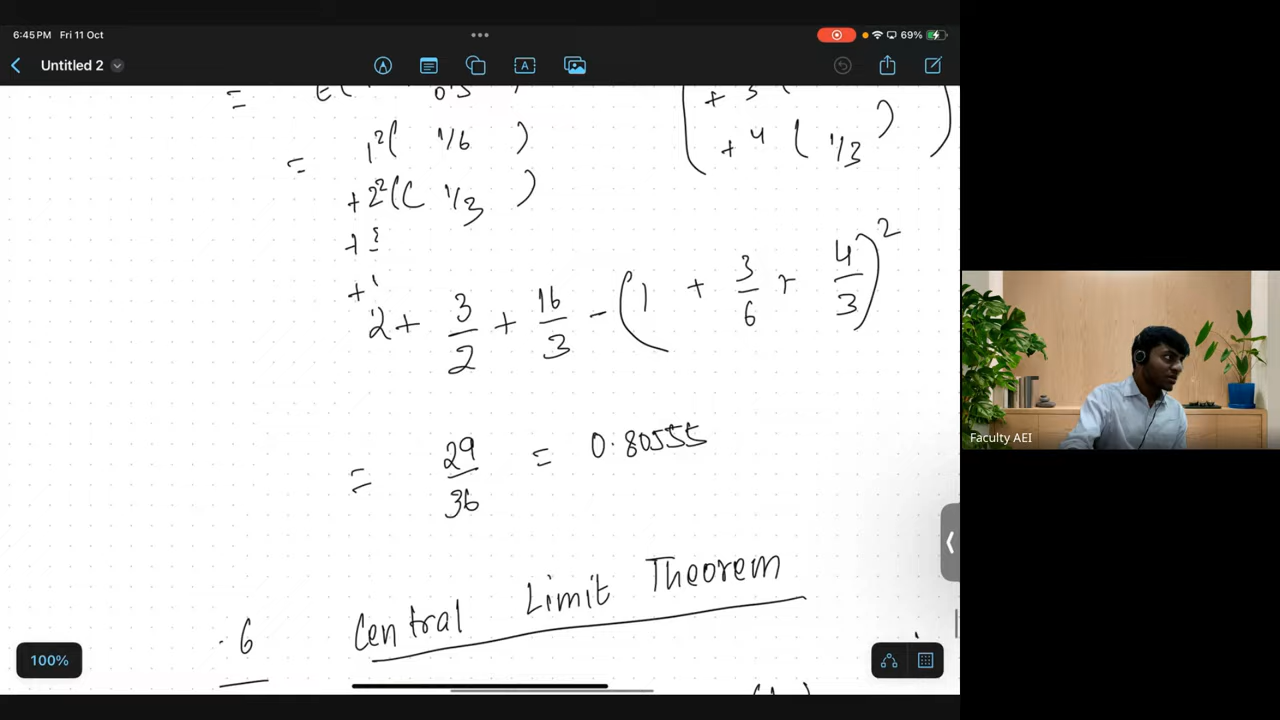 6:45 PM Fri 11 Oct
69%
Untitled 2
= E(
= 1²( 1/6 )
+ 2²(( 1/3 )
+ 3
+ 4 ( 1/3 )
2 + 3/2 + 16/3 - (1 + 3/6 + 4/3)²
= 29/36 = 0.80555
.6 Central Limit Theorem
100%
Faculty AEI